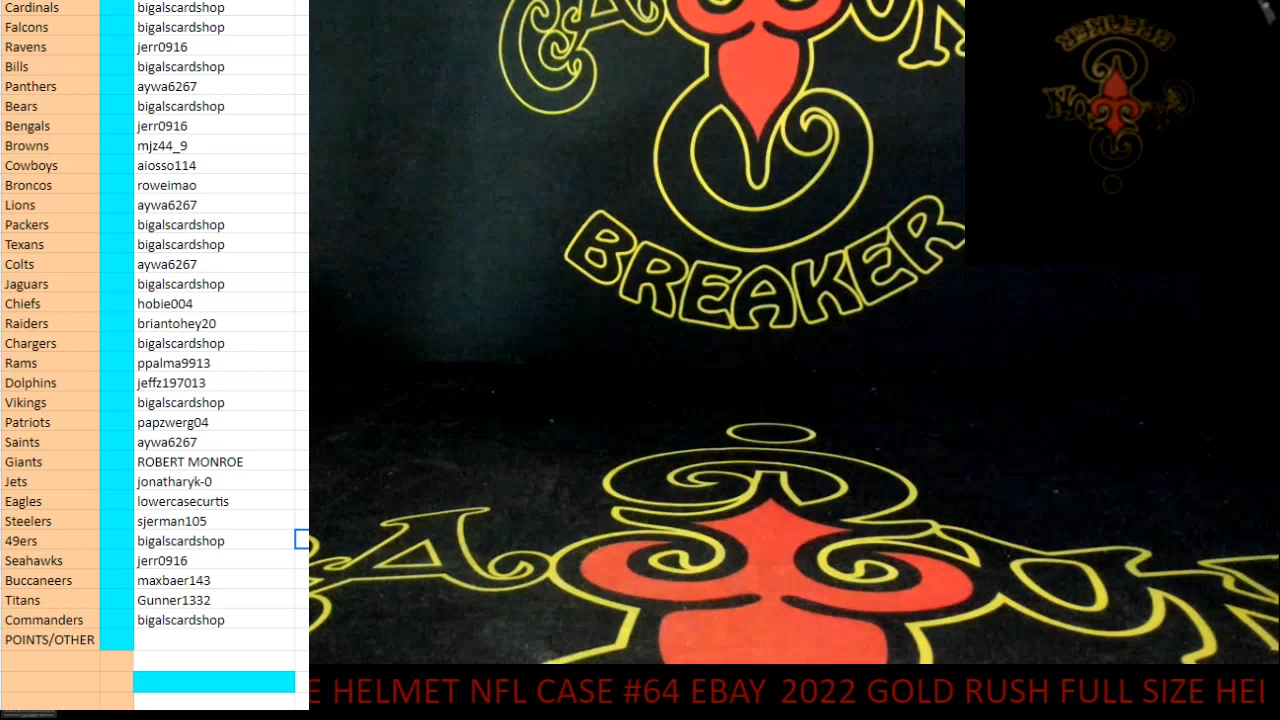 Cardinals bigalscardshop
Falcons bigalscardshop
Ravens jerr0916
Bills bigalscardshop
Panthers aywa6267
Bears bigalscardshop
Bengals jerr0916
Browns mjz44_9
Cowboys aiosso114
Broncos roweimao
Lions aywa6267
Packers bigalscardshop
Texans bigalscardshop
Colts aywa6267
Jaguars bigalscardshop
Chiefs hobie004
Raiders briantohey20
Chargers bigalscardshop
Rams ppalma9913
Dolphins jeffz197013
Vikings bigalscardshop
Patriots papzwerg04
Saints aywa6267
Giants ROBERT MONROE
Jets jonatharyk-0
Eagles lowercasecurtis
Steelers sjerman105
49ers bigalscardshop
Seahawks jerr0916
Buccaneers maxbaer143
Titans Gunner1332
Commanders bigalscardshop
POINTS/OTHER
BREAKER
E HELMET NFL CASE #64 EBAY 2022 GOLD RUSH FULL SIZE HEI